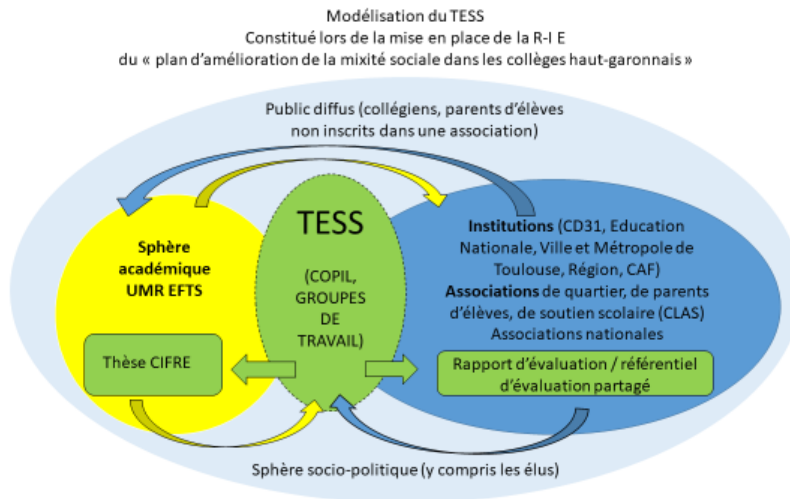 Modélisation du TESS
Constitué lors de la mise en place de la R-I E
du « plan d'amélioration de la mixité sociale dans les collèges haut-garonnais »
Public diffus (collégiens, parents d'élèves
non inscrits dans une association)
Sphère
académique
UMR EFTS
Thèse CIFRE
TESS
(COPIL,
GROUPES
DE
TRAVAIL)
Institutions (CD31, Education
Nationale, Ville et Métropole de
Toulouse, Région, CAF)
Associations de quartier, de parents
d'élèves, de soutien scolaire (CLAS)
Associations nationales
Rapport d'évaluation / référentiel
d'évaluation partagé
Sphère socio-politique (y compris les élus)